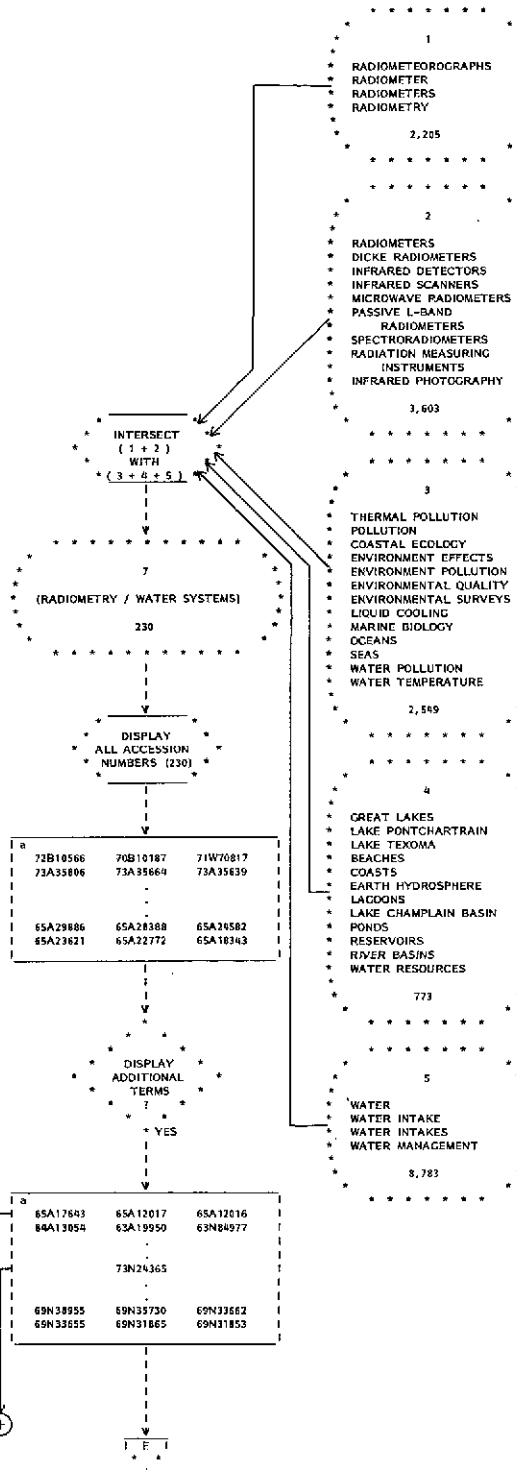 1
RADIOMETEOROGRAPHS
RADIOMETER
RADIOMETERS
RADIOMETRY
2,205
2
RADIOMETERS
DICKE RADIOMETERS
INFRARED DETECTORS
INFRARED SCANNERS
MICROWAVE RADIOMETERS
PASSIVE L-BAND
RADIOMETERS
SPECTRORADIOMETERS
RADIATION MEASURING
INSTRUMENTS
INFRARED PHOTOGRAPHY
3,603
INTERSECT
( 1 + 2 )
WITH
( 3 + 4 + 5 )
3
THERMAL POLLUTION
POLLUTION
COASTAL ECOLOGY
ENVIRONMENT EFFECTS
ENVIRONMENT POLLUTION
ENVIRONMENTAL QUALITY
ENVIRONMENTAL SURVEYS
LIQUID COOLING
MARINE BIOLOGY
OCEANS
SEAS
WATER POLLUTION
WATER TEMPERATURE
2,549
7
(RADIOMETRY / WATER SYSTEMS)
230
DISPLAY
ALL ACCESSION
NUMBERS (230)
4
GREAT LAKES
LAKE PONTCHARTRAIN
LAKE TEXOMA
BEACHES
COASTS
EARTH HYDROSPHERE
LAGOONS
LAKE CHAMPLAIN BASIN
PONDS
RESERVOIRS
RIVER BASINS
WATER RESOURCES
773
a
72B10566 70B10187 71W70817
73A35806 73A35664 73A35639
.
.
.
65A29886 65A28388 65A24582
65A23621 65A22772 65A18343
DISPLAY
ADDITIONAL
TERMS
?
YES
5
WATER
WATER INTAKE
WATER INTAKES
WATER MANAGEMENT
8,783
a
65A17643 65A12017 65A12016
64A13054 63A19950 63N84977
.
.
73N24365
.
.
69N38955 69N35730 69N33662
69N33655 69N31865 69N31853
+
E